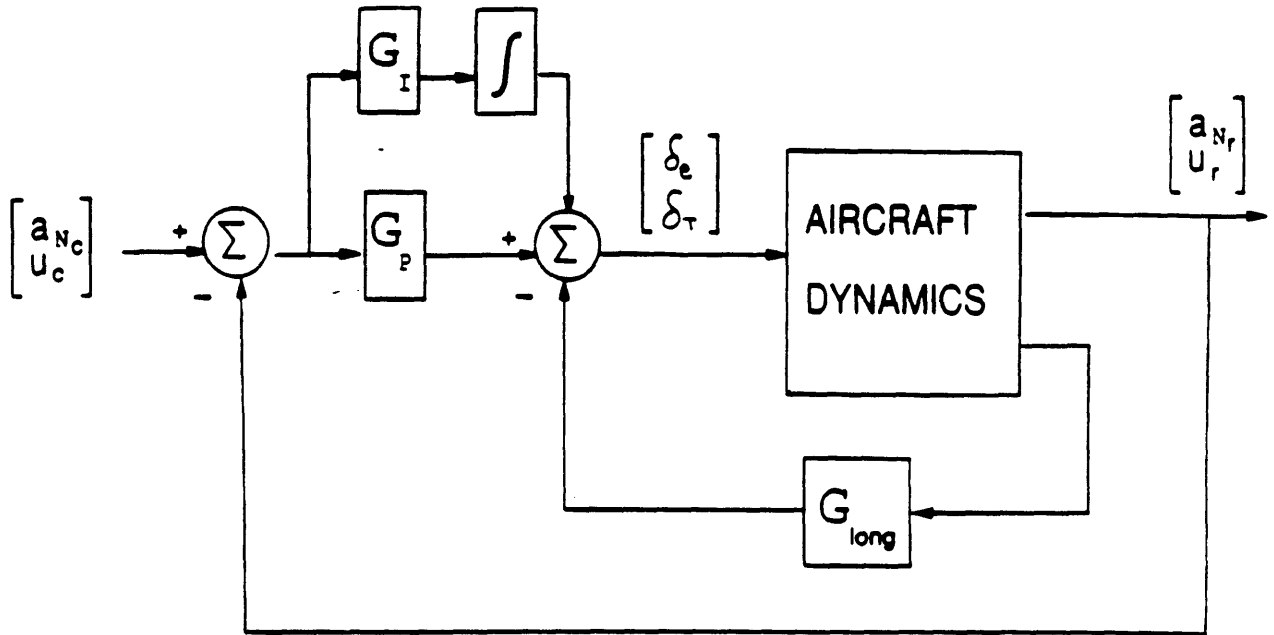 G_I
∫
[a_Nc
u_c]
+
Σ
-
G_P
+
Σ
-
[δ_e
δ_T]
AIRCRAFT
DYNAMICS
[a_Nr
u_r]
G_long